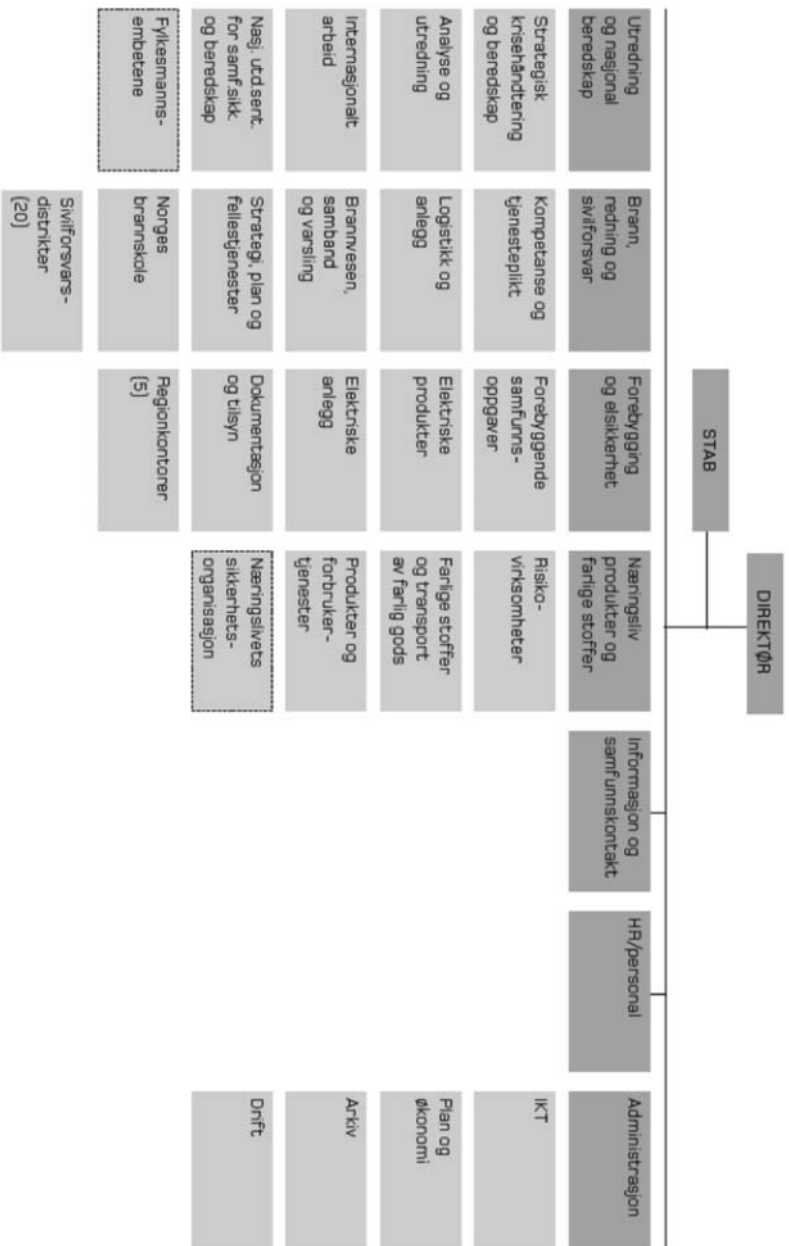 DIREKTØR
STAB
Utredning
og nasjonal
beredskap
Strategisk
krisehåndtering
og beredskap
Analyse og
utredning
Internasjonalt
arbeid
Nasj. utd.sent.
for samf.sikk.
og beredskap
Fylkesmanns-
embetene
Brann,
redning og
sivilforsvar
Kompetanse og
tjenesteplikt
Logistikk og
anlegg
Brannvesen,
samband
og varsling
Strategi, plan og
fellestjenester
Norges
brannskole
Sivilforsvars-
distrikter
(20)
Forebygging
og elsikkerhet
Forebyggende
samfunns-
oppgaver
Elektriske
produkter
Elektriske
anlegg
Dokumentasjon
og tilsyn
Regionkontorer
(5)
Næringsliv
produkter og
farlige stoffer
Risiko-
virksomheter
Farlige stoffer
og transport
av farlig gods
Produkter og
forbruker-
tjenester
Næringslivets
sikkerhets-
organisasjon
Informasjon og
samfunnskontakt
HR/personal
Administrasjon
IKT
Plan og
økonomi
Arkiv
Drift